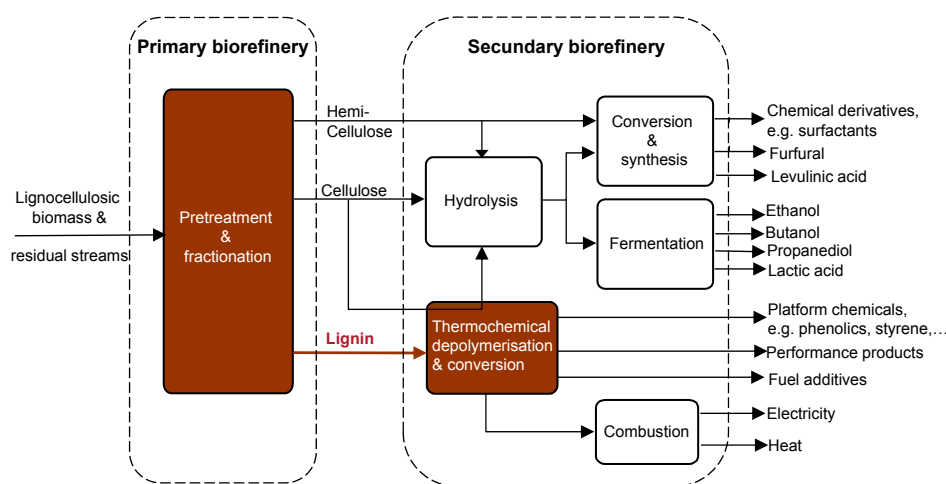 Primary biorefinery
Secundary biorefinery
Lignocellulosic
biomass &
residual streams
Pretreatment
&
fractionation
Hemi-
Cellulose
Cellulose
Lignin
Hydrolysis
Thermochemical
depolymerisation
& conversion
Conversion
&
synthesis
Fermentation
Combustion
Chemical derivatives,
e.g. surfactants
Furfural
Levulinic acid
Ethanol
Butanol
Propanediol
Lactic acid
Platform chemicals,
e.g. phenolics, styrene,…
Performance products
Fuel additives
Electricity
Heat